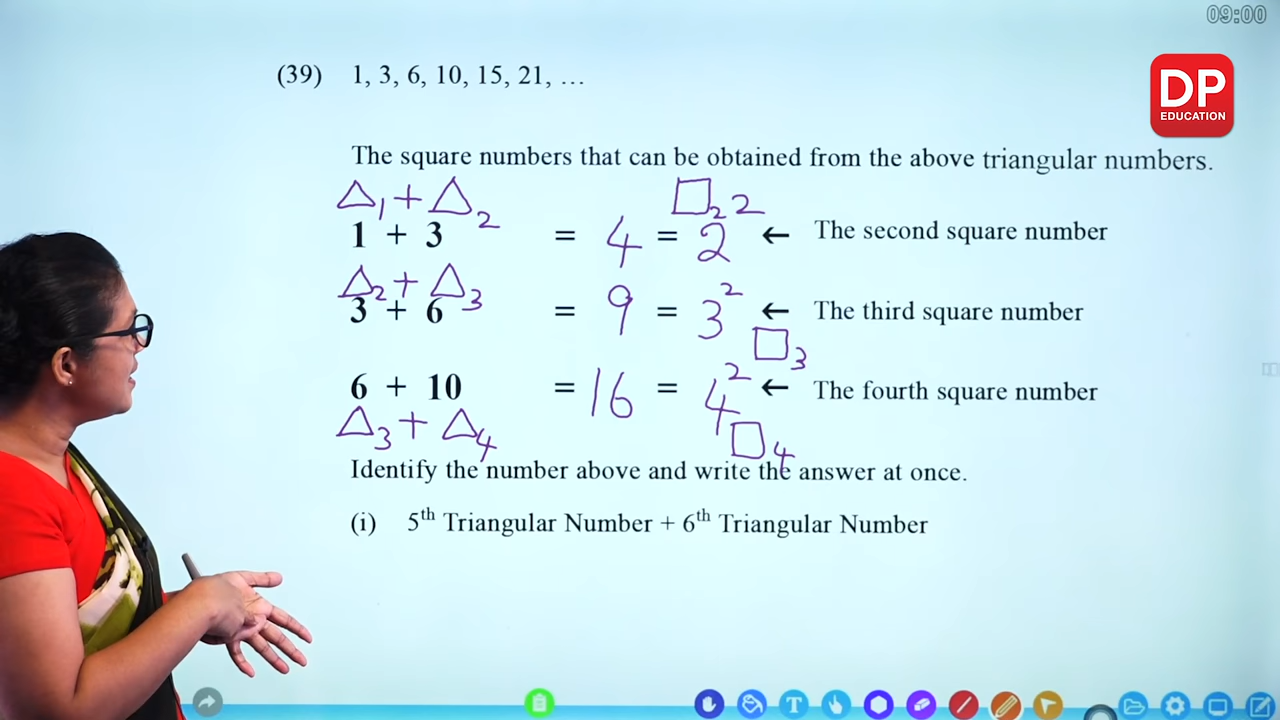 09:00
DP
EDUCATION
(39) 1, 3, 6, 10, 15, 21, …
The square numbers that can be obtained from the above triangular numbers.
△₁ + △₂ □₂ 2
1 + 3 = 4 = 2 ← The second square number
△₂ + △₃
3 + 6 = 9 = 3² ← The third square number
□₃
6 + 10 = 16 = 4² ← The fourth square number
△₃ + △₄ □₄
Identify the number above and write the answer at once.
(i) 5th Triangular Number + 6th Triangular Number
T